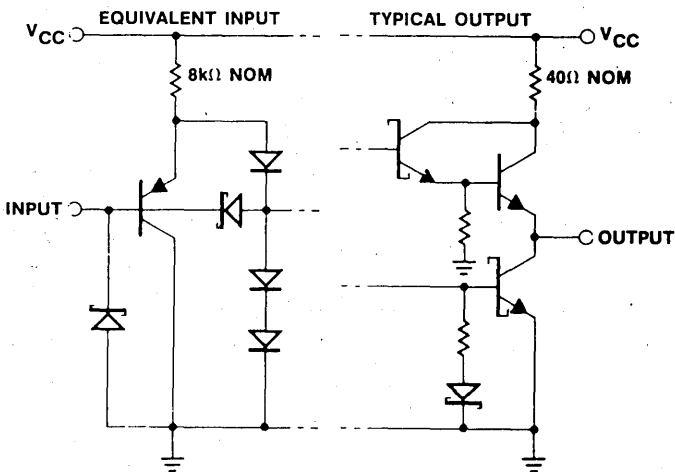 EQUIVALENT INPUT
TYPICAL OUTPUT
VCC
VCC
8kΩ NOM
40Ω NOM
INPUT
OUTPUT